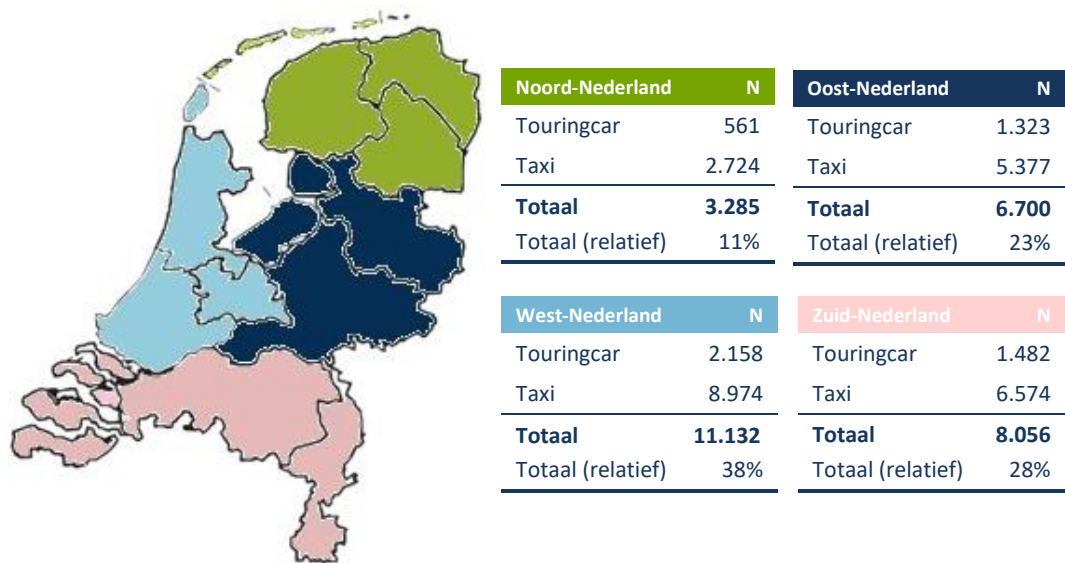 Noord-Nederland N
Touringcar 561
Taxi 2.724
Totaal 3.285
Totaal (relatief) 11%
Oost-Nederland N
Touringcar 1.323
Taxi 5.377
Totaal 6.700
Totaal (relatief) 23%
West-Nederland N
Touringcar 2.158
Taxi 8.974
Totaal 11.132
Totaal (relatief) 38%
Zuid-Nederland N
Touringcar 1.482
Taxi 6.574
Totaal 8.056
Totaal (relatief) 28%